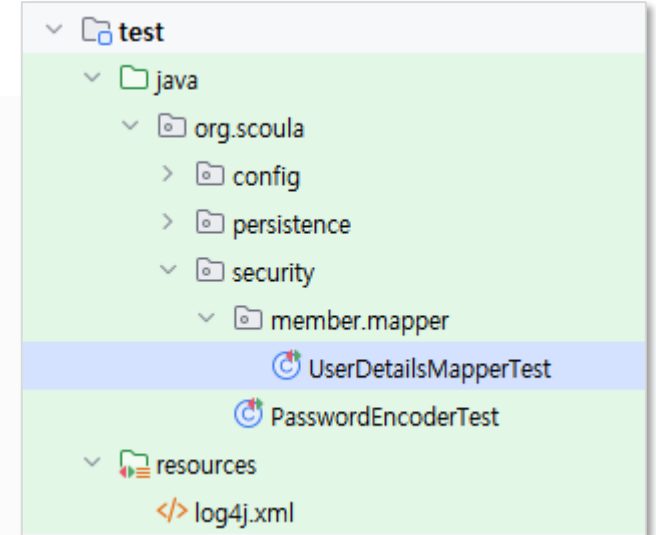 test
java
org.scoula
config
persistence
security
member.mapper
UserDetailsMapperTest
PasswordEncoderTest
resources
log4j.xml